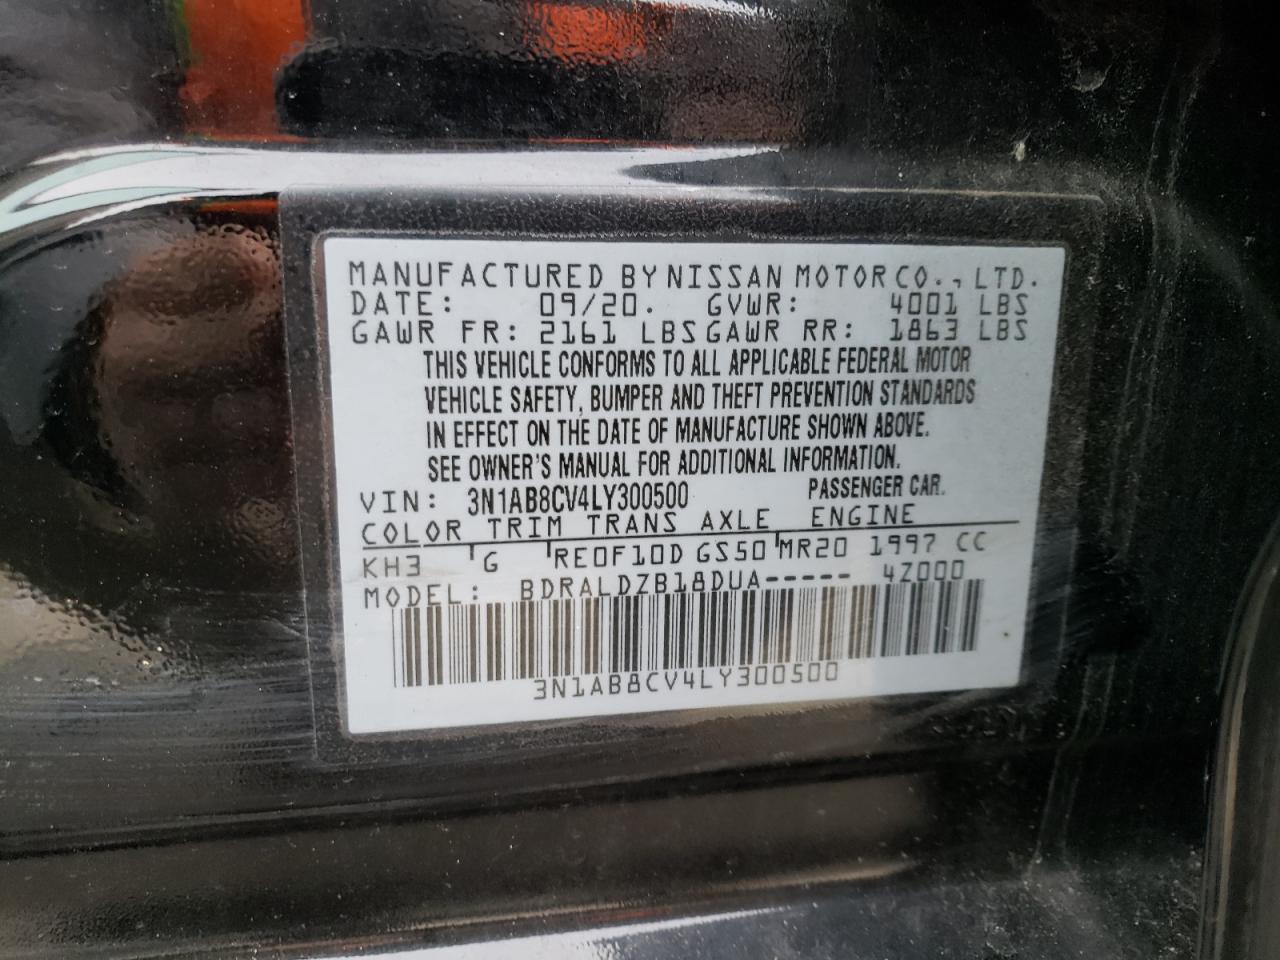 MANUFACTURED BY NISSAN MOTOR CO., LTD.
DATE: 09/20. GVWR: 4001 LBS
GAWR FR: 2161 LBS GAWR RR: 1863 LBS
THIS VEHICLE CONFORMS TO ALL APPLICABLE FEDERAL MOTOR
VEHICLE SAFETY, BUMPER AND THEFT PREVENTION STANDARDS
IN EFFECT ON THE DATE OF MANUFACTURE SHOWN ABOVE.
SEE OWNER'S MANUAL FOR ADDITIONAL INFORMATION.
VIN: 3N1AB8CV4LY300500 PASSENGER CAR.
COLOR TRIM TRANS AXLE ENGINE
KH3 G RE0F10D GS50 MR20 1997 CC
MODEL: BDRALDZB18DUA----- 4Z000
3N1AB8CV4LY300500